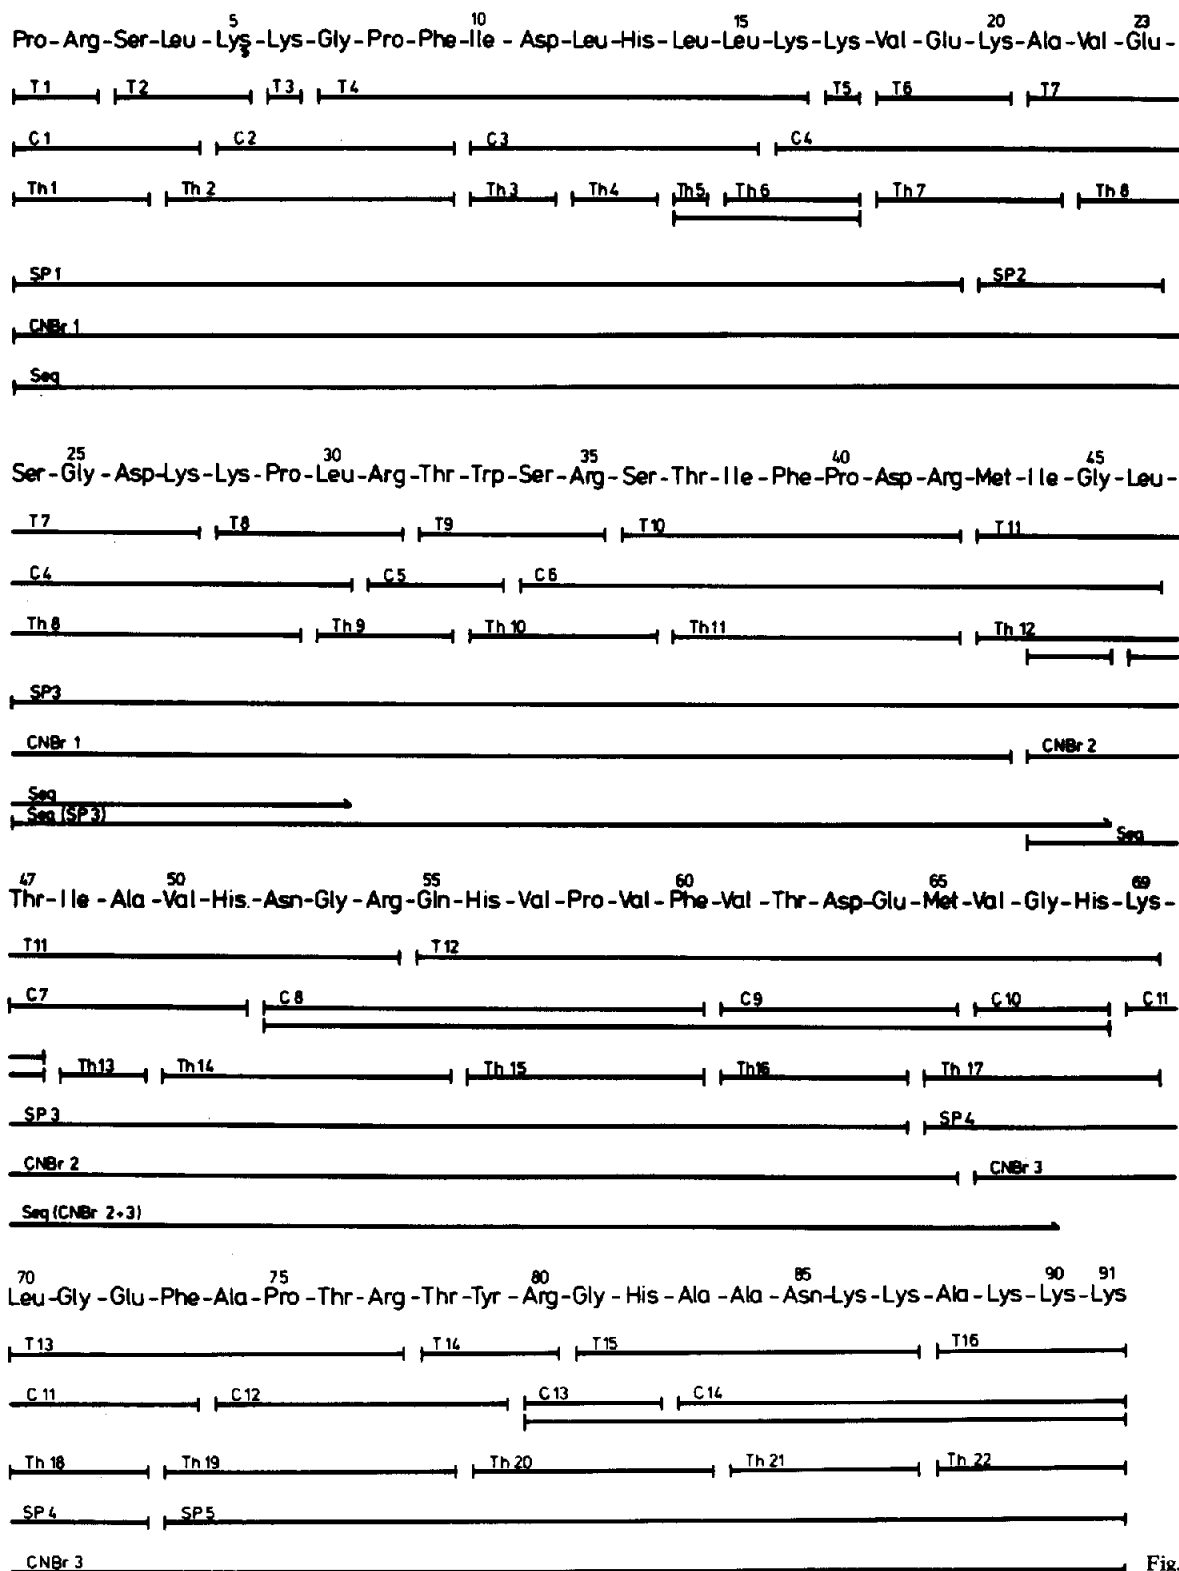 5 10 15 20 23
Pro-Arg-Ser-Leu-Lys-Lys-Gly-Pro-Phe-Ile-Asp-Leu-His-Leu-Leu-Lys-Lys-Val-Glu-Lys-Ala-Val-Glu-
T1 T2 T3 T4 T5 T6 T7
C1 C2 C3 C4
Th1 Th2 Th3 Th4 Th5 Th6 Th7 Th8
SP1 SP2
CNBr 1
Seq
25 30 35 40 45
Ser-Gly-Asp-Lys-Lys-Pro-Leu-Arg-Thr-Trp-Ser-Arg-Ser-Thr-Ile-Phe-Pro-Asp-Arg-Met-Ile-Gly-Leu-
T7 T8 T9 T10 T11
C4 C5 C6
Th8 Th9 Th10 Th11 Th12
SP3
CNBr 1 CNBr 2
Seq
Seq (SP3)
Seq
47 50 55 60 65 69
Thr-Ile-Ala-Val-His-Asn-Gly-Arg-Gln-His-Val-Pro-Val-Phe-Val-Thr-Asp-Glu-Met-Val-Gly-His-Lys-
T11 T12
C7 C8 C9 C10 C11
Th13 Th14 Th15 Th16 Th17
SP3 SP4
CNBr 2 CNBr 3
Seq (CNBr 2+3)
70 75 80 85 90 91
Leu-Gly-Glu-Phe-Ala-Pro-Thr-Arg-Thr-Tyr-Arg-Gly-His-Ala-Ala-Asn-Lys-Lys-Ala-Lys-Lys-Lys
T13 T14 T15 T16
C11 C12 C13 C14
Th18 Th19 Th20 Th21 Th22
SP4 SP5
CNBr 3
Fig.